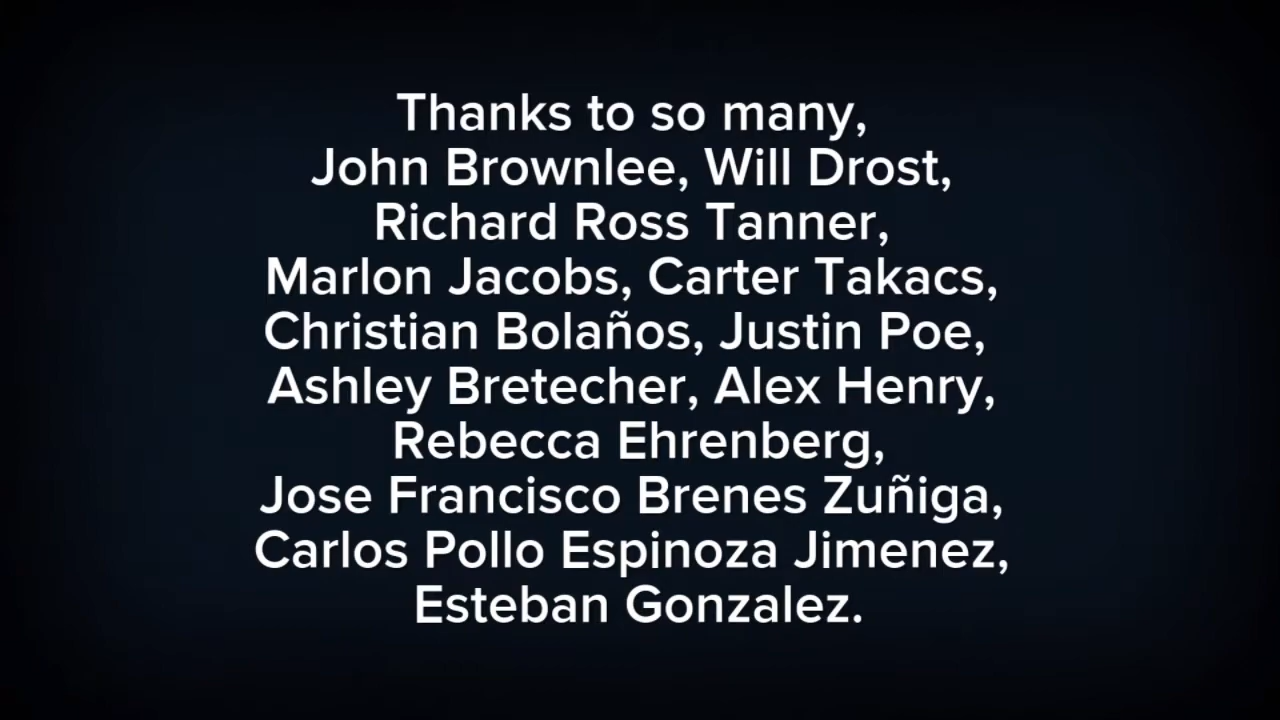 Thanks to so many,
John Brownlee, Will Drost,
Richard Ross Tanner,
Marlon Jacobs, Carter Takacs,
Christian Bolaños, Justin Poe,
Ashley Bretecher, Alex Henry,
Rebecca Ehrenberg,
Jose Francisco Brenes Zuñiga,
Carlos Pollo Espinoza Jimenez,
Esteban Gonzalez.